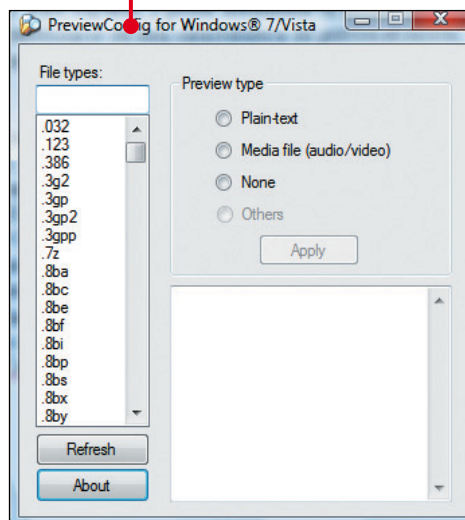 PreviewConfig for Windows® 7/Vista
File types:
.032
.123
.386
.3g2
.3gp
.3gp2
.3gpp
.7z
.8ba
.8bc
.8be
.8bf
.8bi
.8bp
.8bs
.8bx
.8by
Refresh
About
Preview type
Plain-text
Media file (audio/video)
None
Others
Apply